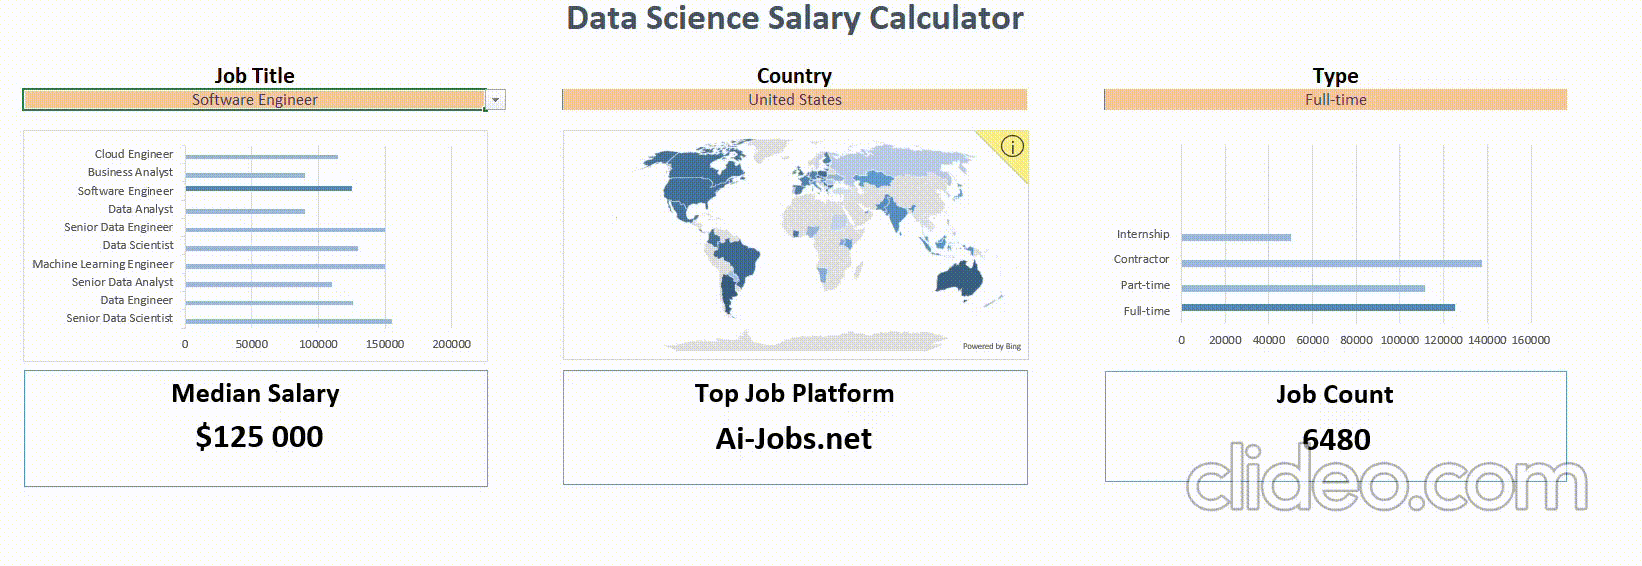 Data Science Salary Calculator
Job Title
Software Engineer
Country
United States
Type
Full-time
Cloud Engineer
Business Analyst
Software Engineer
Data Analyst
Senior Data Engineer
Data Scientist
Machine Learning Engineer
Senior Data Analyst
Data Engineer
Senior Data Scientist
0 50000 100000 150000 200000
i
Powered by Bing
Internship
Contractor
Part-time
Full-time
0 20000 40000 60000 80000 100000 120000 140000 160000
Median Salary
$125 000
Top Job Platform
Ai-Jobs.net
Job Count
6480
clideo.com